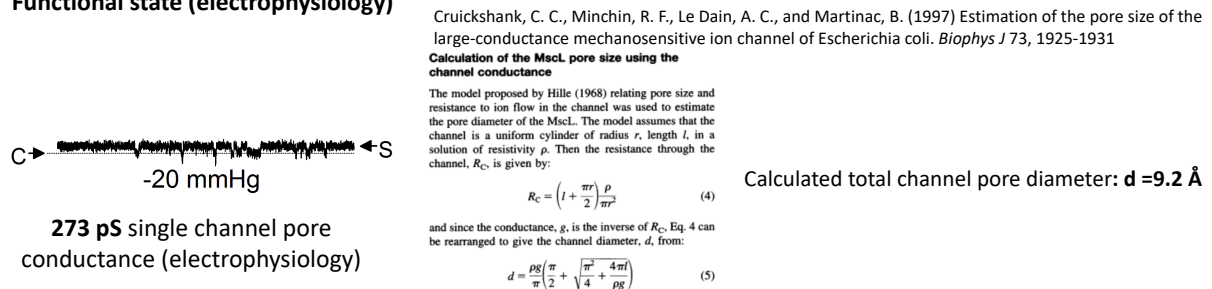 Functional state (electrophysiology)
Cruickshank, C. C., Minchin, R. F., Le Dain, A. C., and Martinac, B. (1997) Estimation of the pore size of the
large-conductance mechanosensitive ion channel of Escherichia coli. Biophys J 73, 1925-1931
Calculation of the MscL pore size using the
channel conductance
The model proposed by Hille (1968) relating pore size and
resistance to ion flow in the channel was used to estimate
the pore diameter of the MscL. The model assumes that the
channel is a uniform cylinder of radius r, length l, in a
solution of resistivity ρ. Then the resistance through the
channel, R_C, is given by:
R_C = (l + πr/2) ρ/πr² (4)
and since the conductance, g, is the inverse of R_C, Eq. 4 can
be rearranged to give the channel diameter, d, from:
d = ρg/π (π/2 + √(π²/4 + 4πl/ρg)) (5)
C S
-20 mmHg
273 pS single channel pore
conductance (electrophysiology)
Calculated total channel pore diameter: d =9.2 Å